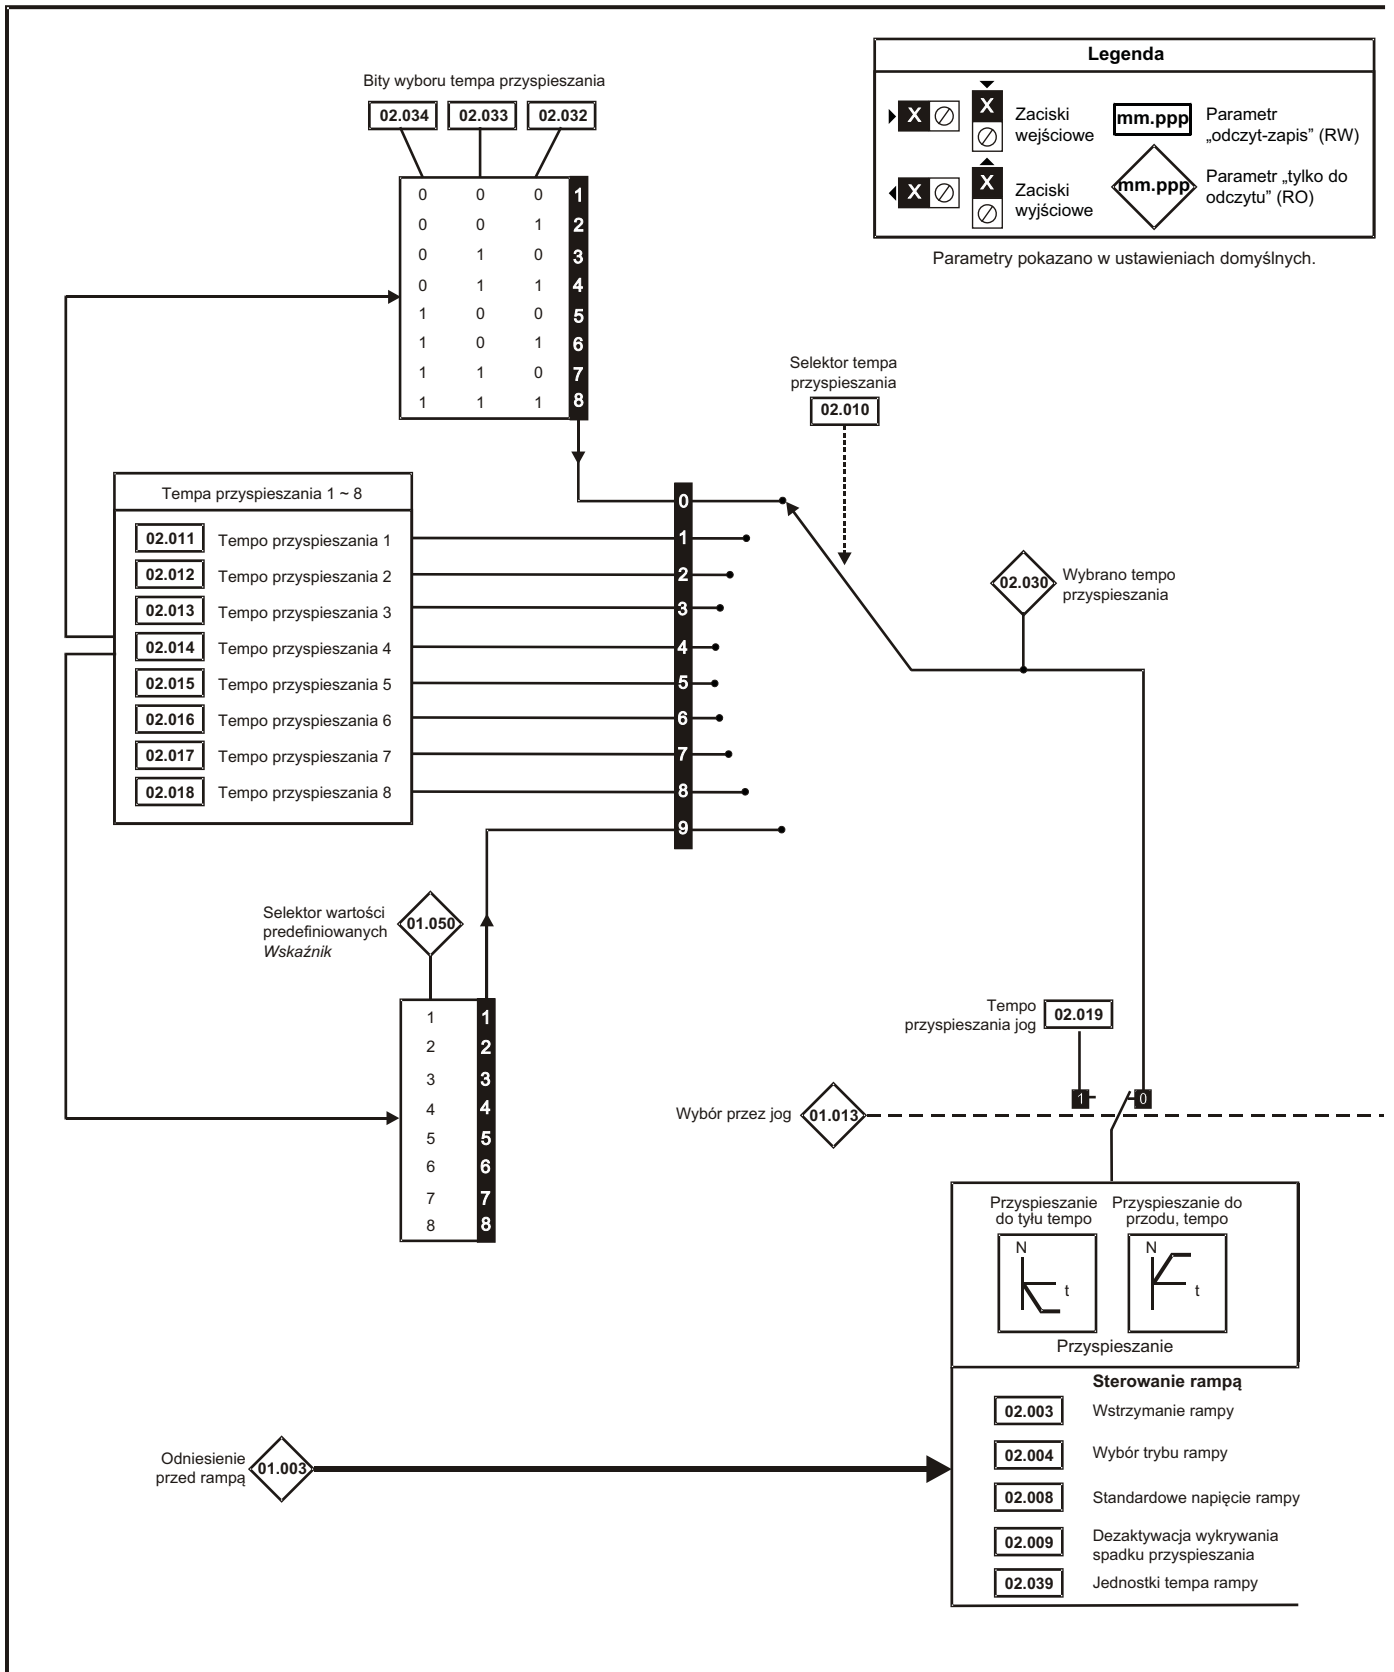 Legenda
X
X
Zaciski
wejściowe
mm.ppp
Parametr
„odczyt-zapis” (RW)
X
X
Zaciski
wyjściowe
mm.ppp
Parametr „tylko do
odczytu” (RO)
Parametry pokazano w ustawieniach domyślnych.
Bity wyboru tempa przyspieszania
02.034 02.033 02.032
0 0 0 1
0 0 1 2
0 1 0 3
0 1 1 4
1 0 0 5
1 0 1 6
1 1 0 7
1 1 1 8
Selektor tempa
przyspieszania
02.010
Tempa przyspieszania 1 ~ 8
02.011 Tempo przyspieszania 1
02.012 Tempo przyspieszania 2
02.013 Tempo przyspieszania 3
02.014 Tempo przyspieszania 4
02.015 Tempo przyspieszania 5
02.016 Tempo przyspieszania 6
02.017 Tempo przyspieszania 7
02.018 Tempo przyspieszania 8
0
1
2
3
4
5
6
7
8
9
02.030
Wybrano tempo
przyspieszania
Selektor wartości
predefiniowanych
Wskaźnik
01.050
1 1
2 2
3 3
4 4
5 5
6 6
7 7
8 8
Tempo
przyspieszania jog
02.019
1 0
Wybór przez jog
01.013
Przyspieszanie
do tyłu tempo
Przyspieszanie do
przodu, tempo
N
t
N
t
Przyspieszanie
Sterowanie rampą
02.003 Wstrzymanie rampy
02.004 Wybór trybu rampy
02.008 Standardowe napięcie rampy
02.009 Dezaktywacja wykrywania
spadku przyspieszania
02.039 Jednostki tempa rampy
Odniesienie
przed rampą
01.003